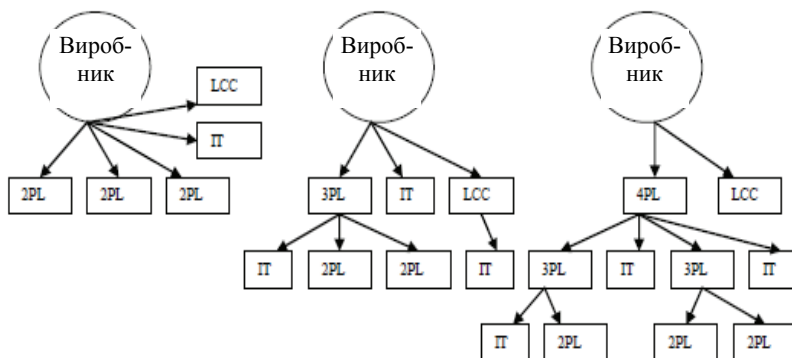 Вироб-
ник
LCC
IT
2PL 2PL 2PL
Вироб-
ник
3PL IT LCC
IT 2PL 2PL IT
Вироб-
ник
4PL LCC
3PL IT 3PL IT
IT 2PL 2PL 2PL